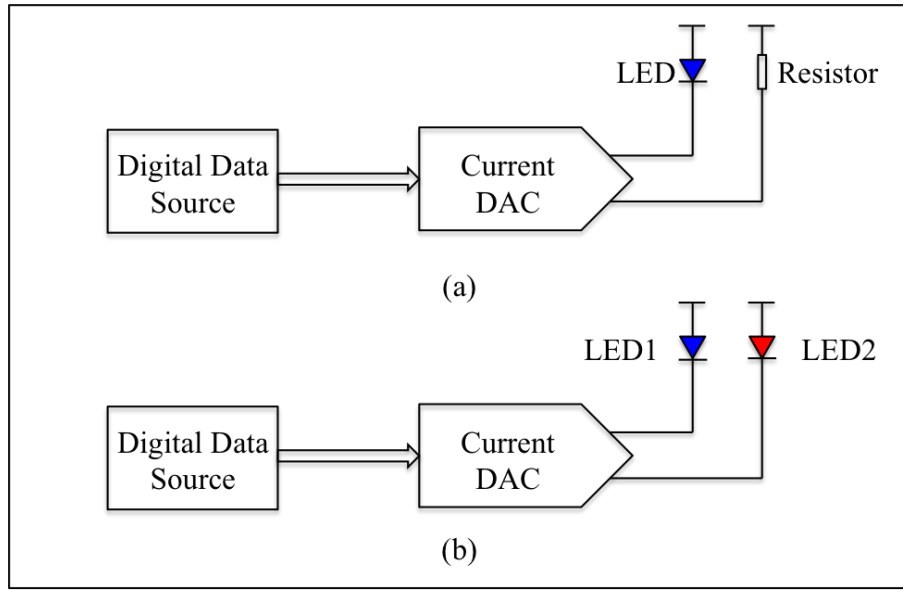 LED
Resistor
Digital Data
Source
Current
DAC
(a)
LED1
LED2
Digital Data
Source
Current
DAC
(b)